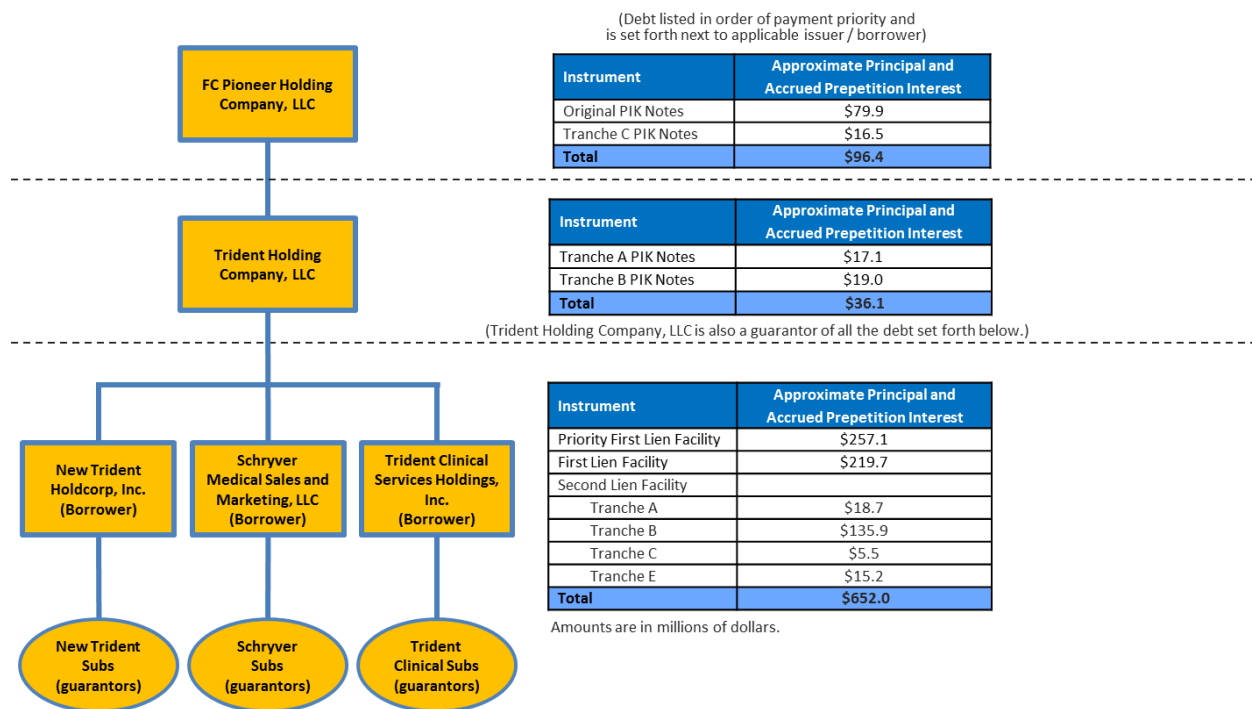 (Debt listed in order of payment priority and
is set forth next to applicable issuer / borrower)
FC Pioneer Holding
Company, LLC
Instrument
Approximate Principal and
Accrued Prepetition Interest
Original PIK Notes
$79.9
Tranche C PIK Notes
$16.5
Total
$96.4
Trident Holding
Company, LLC
Instrument
Approximate Principal and
Accrued Prepetition Interest
Tranche A PIK Notes
$17.1
Tranche B PIK Notes
$19.0
Total
$36.1
(Trident Holding Company, LLC is also a guarantor of all the debt set forth below.)
New Trident
Holdcorp, Inc.
(Borrower)
Schryver
Medical Sales and
Marketing, LLC
(Borrower)
Trident Clinical
Services Holdings,
Inc.
(Borrower)
Instrument
Approximate Principal and
Accrued Prepetition Interest
Priority First Lien Facility
$257.1
First Lien Facility
$219.7
Second Lien Facility
Tranche A
$18.7
Tranche B
$135.9
Tranche C
$5.5
Tranche E
$15.2
Total
$652.0
Amounts are in millions of dollars.
New Trident
Subs
(guarantors)
Schryver
Subs
(guarantors)
Trident
Clinical Subs
(guarantors)